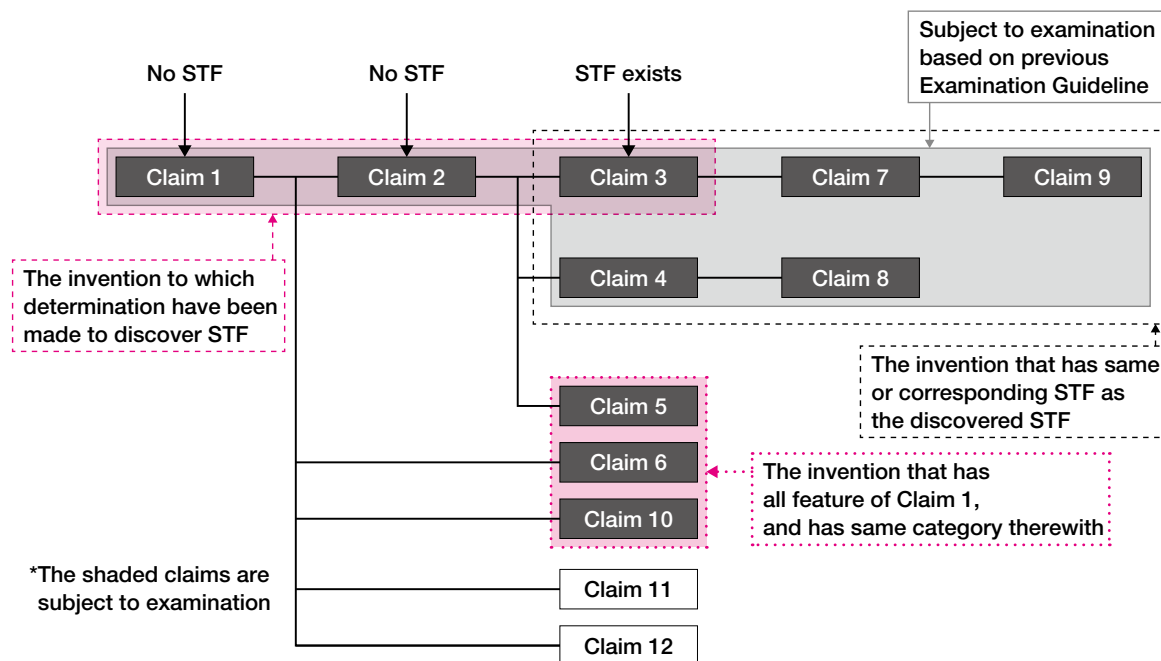 Subject to examination
based on previous
Examination Guideline
No STF
No STF
STF exists
Claim 1
Claim 2
Claim 3
Claim 7
Claim 9
The invention to which
determination have been
made to discover STF
Claim 4
Claim 8
The invention that has same
or corresponding STF as
the discovered STF
Claim 5
Claim 6
Claim 10
The invention that has
all feature of Claim 1,
and has same category therewith
*The shaded claims are
subject to examination
Claim 11
Claim 12